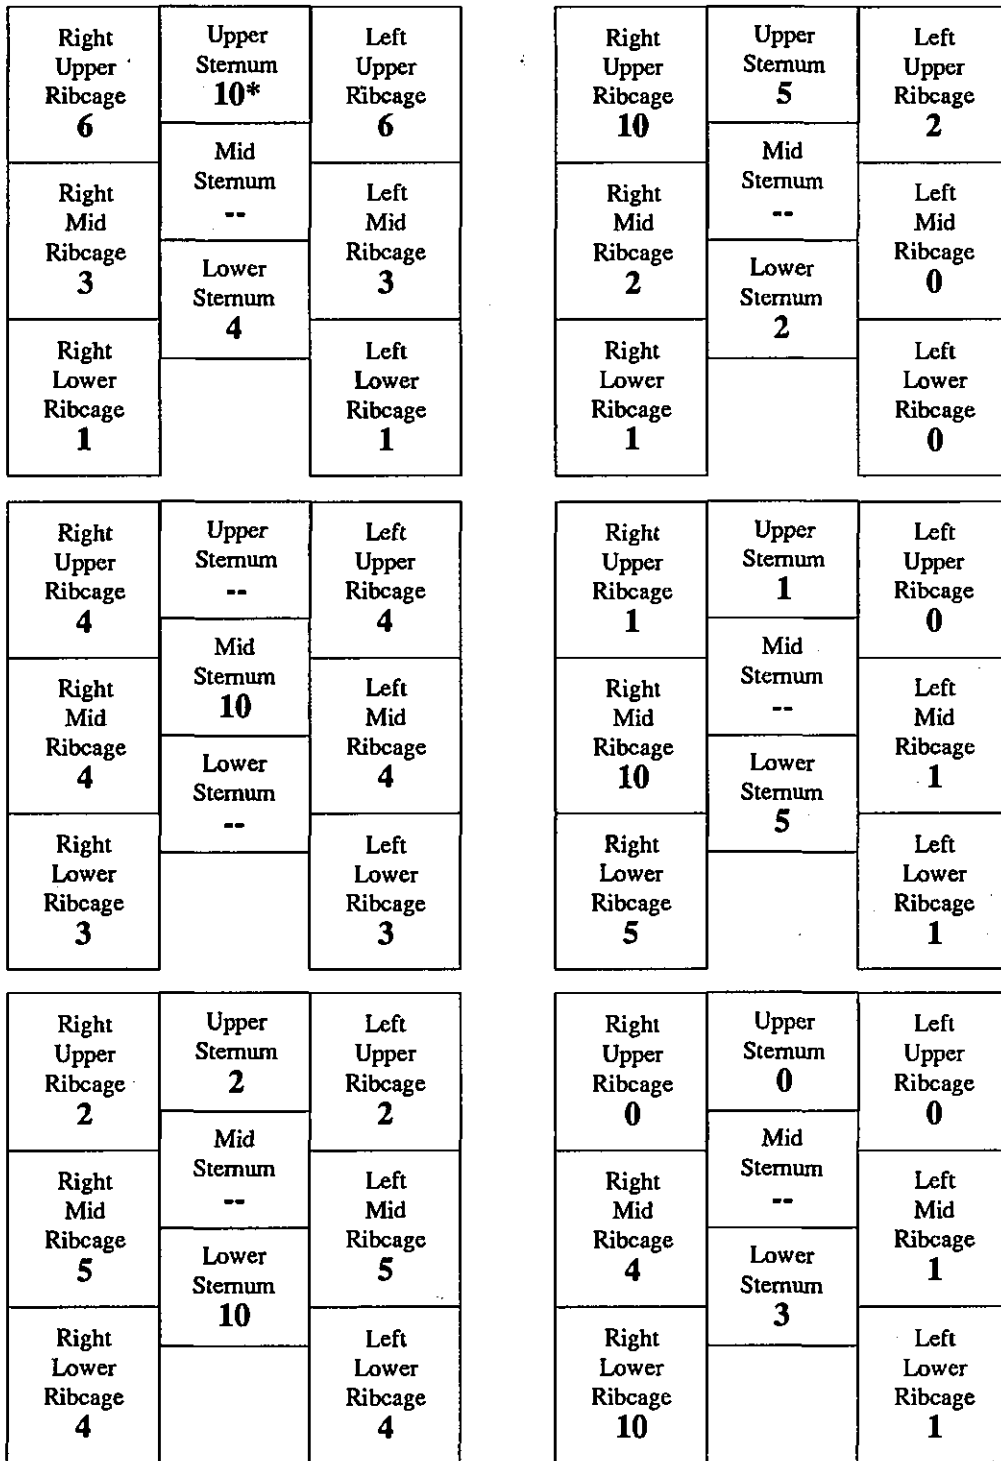 Right
Upper
Ribcage
6
Upper
Sternum
10*
Left
Upper
Ribcage
6
Mid
Sternum
--
Right
Mid
Ribcage
3
Left
Mid
Ribcage
3
Lower
Sternum
4
Right
Lower
Ribcage
1
Left
Lower
Ribcage
1
Right
Upper
Ribcage
10
Upper
Sternum
5
Left
Upper
Ribcage
2
Mid
Sternum
--
Right
Mid
Ribcage
2
Left
Mid
Ribcage
0
Lower
Sternum
2
Right
Lower
Ribcage
1
Left
Lower
Ribcage
0
Right
Upper
Ribcage
4
Upper
Sternum
--
Left
Upper
Ribcage
4
Mid
Sternum
10
Right
Mid
Ribcage
4
Left
Mid
Ribcage
4
Lower
Sternum
--
Right
Lower
Ribcage
3
Left
Lower
Ribcage
3
Right
Upper
Ribcage
1
Upper
Sternum
1
Left
Upper
Ribcage
0
Mid
Sternum
--
Right
Mid
Ribcage
10
Left
Mid
Ribcage
1
Lower
Sternum
5
Right
Lower
Ribcage
5
Left
Lower
Ribcage
1
Right
Upper
Ribcage
2
Upper
Sternum
2
Left
Upper
Ribcage
2
Mid
Sternum
--
Right
Mid
Ribcage
5
Left
Mid
Ribcage
5
Lower
Sternum
10
Right
Lower
Ribcage
4
Left
Lower
Ribcage
4
Right
Upper
Ribcage
0
Upper
Sternum
0
Left
Upper
Ribcage
0
Mid
Sternum
--
Right
Mid
Ribcage
4
Left
Mid
Ribcage
1
Lower
Sternum
3
Right
Lower
Ribcage
10
Left
Lower
Ribcage
1